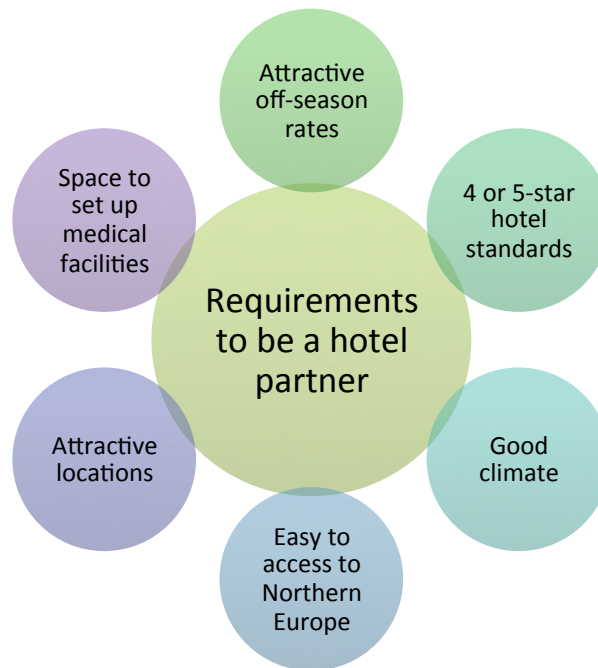 Attractive
off-season
rates
4 or 5-star
hotel
standards
Good
climate
Easy to
access to
Northern
Europe
Attractive
locations
Space to
set up
medical
facilities
Requirements
to be a hotel
partner